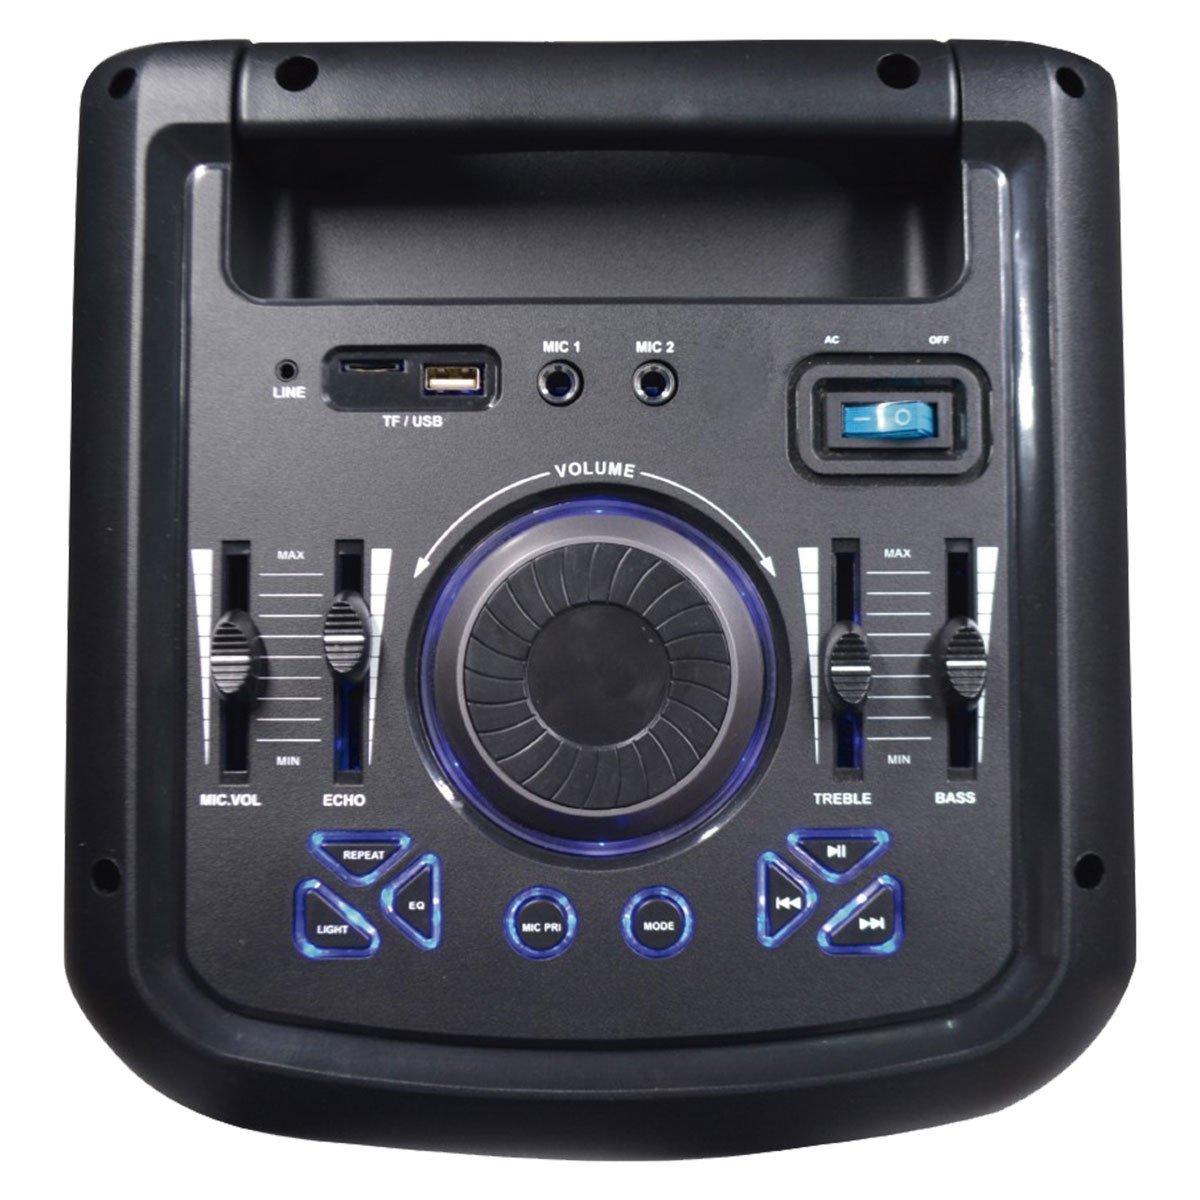 AC OFF
MIC 1 MIC 2
LINE
TF / USB
VOLUME
MAX MAX
MIN MIN
MIC.VOL ECHO TREBLE BASS
REPEAT
EQ
LIGHT
MIC PRI MODE